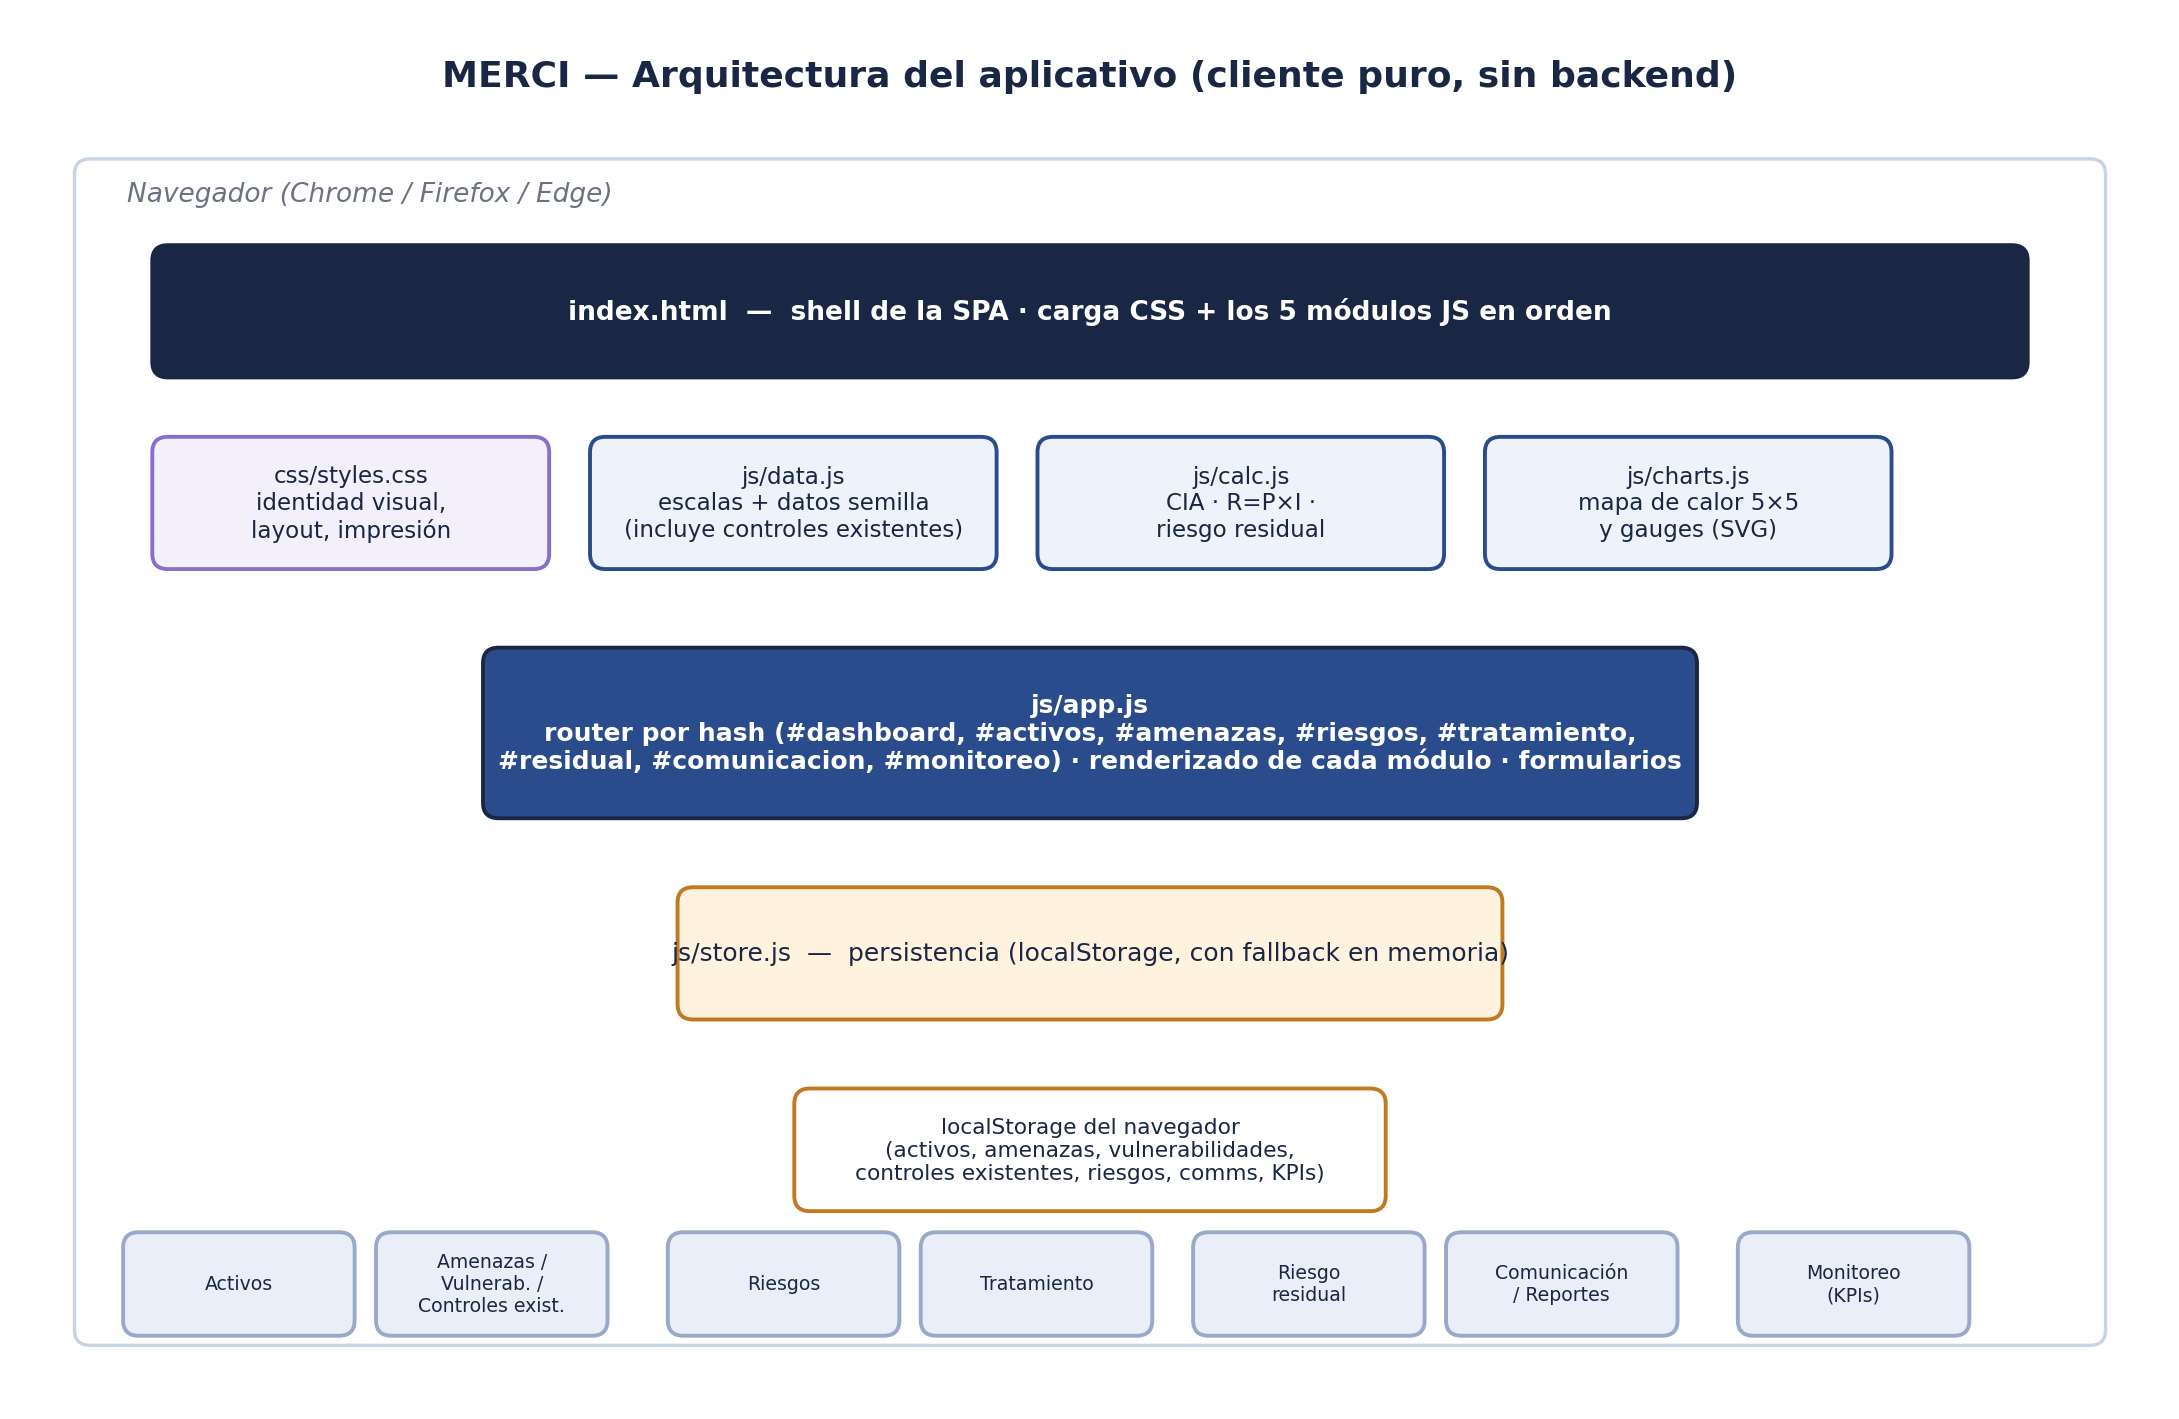 MERCI — Arquitectura del aplicativo (cliente puro, sin backend)
Navegador (Chrome / Firefox / Edge)
index.html — shell de la SPA · carga CSS + los 5 módulos JS en orden
css/styles.css
identidad visual,
layout, impresión
js/data.js
escalas + datos semilla
(incluye controles existentes)
js/calc.js
CIA · R=P×I ·
riesgo residual
js/charts.js
mapa de calor 5×5
y gauges (SVG)
js/app.js
router por hash (#dashboard, #activos, #amenazas, #riesgos, #tratamiento,
#residual, #comunicacion, #monitoreo) · renderizado de cada módulo · formularios
js/store.js — persistencia (localStorage, con fallback en memoria)
localStorage del navegador
(activos, amenazas, vulnerabilidades,
controles existentes, riesgos, comms, KPIs)
Activos
Amenazas /
Vulnerab. /
Controles exist.
Riesgos
Tratamiento
Riesgo
residual
Comunicación
/ Reportes
Monitoreo
(KPIs)